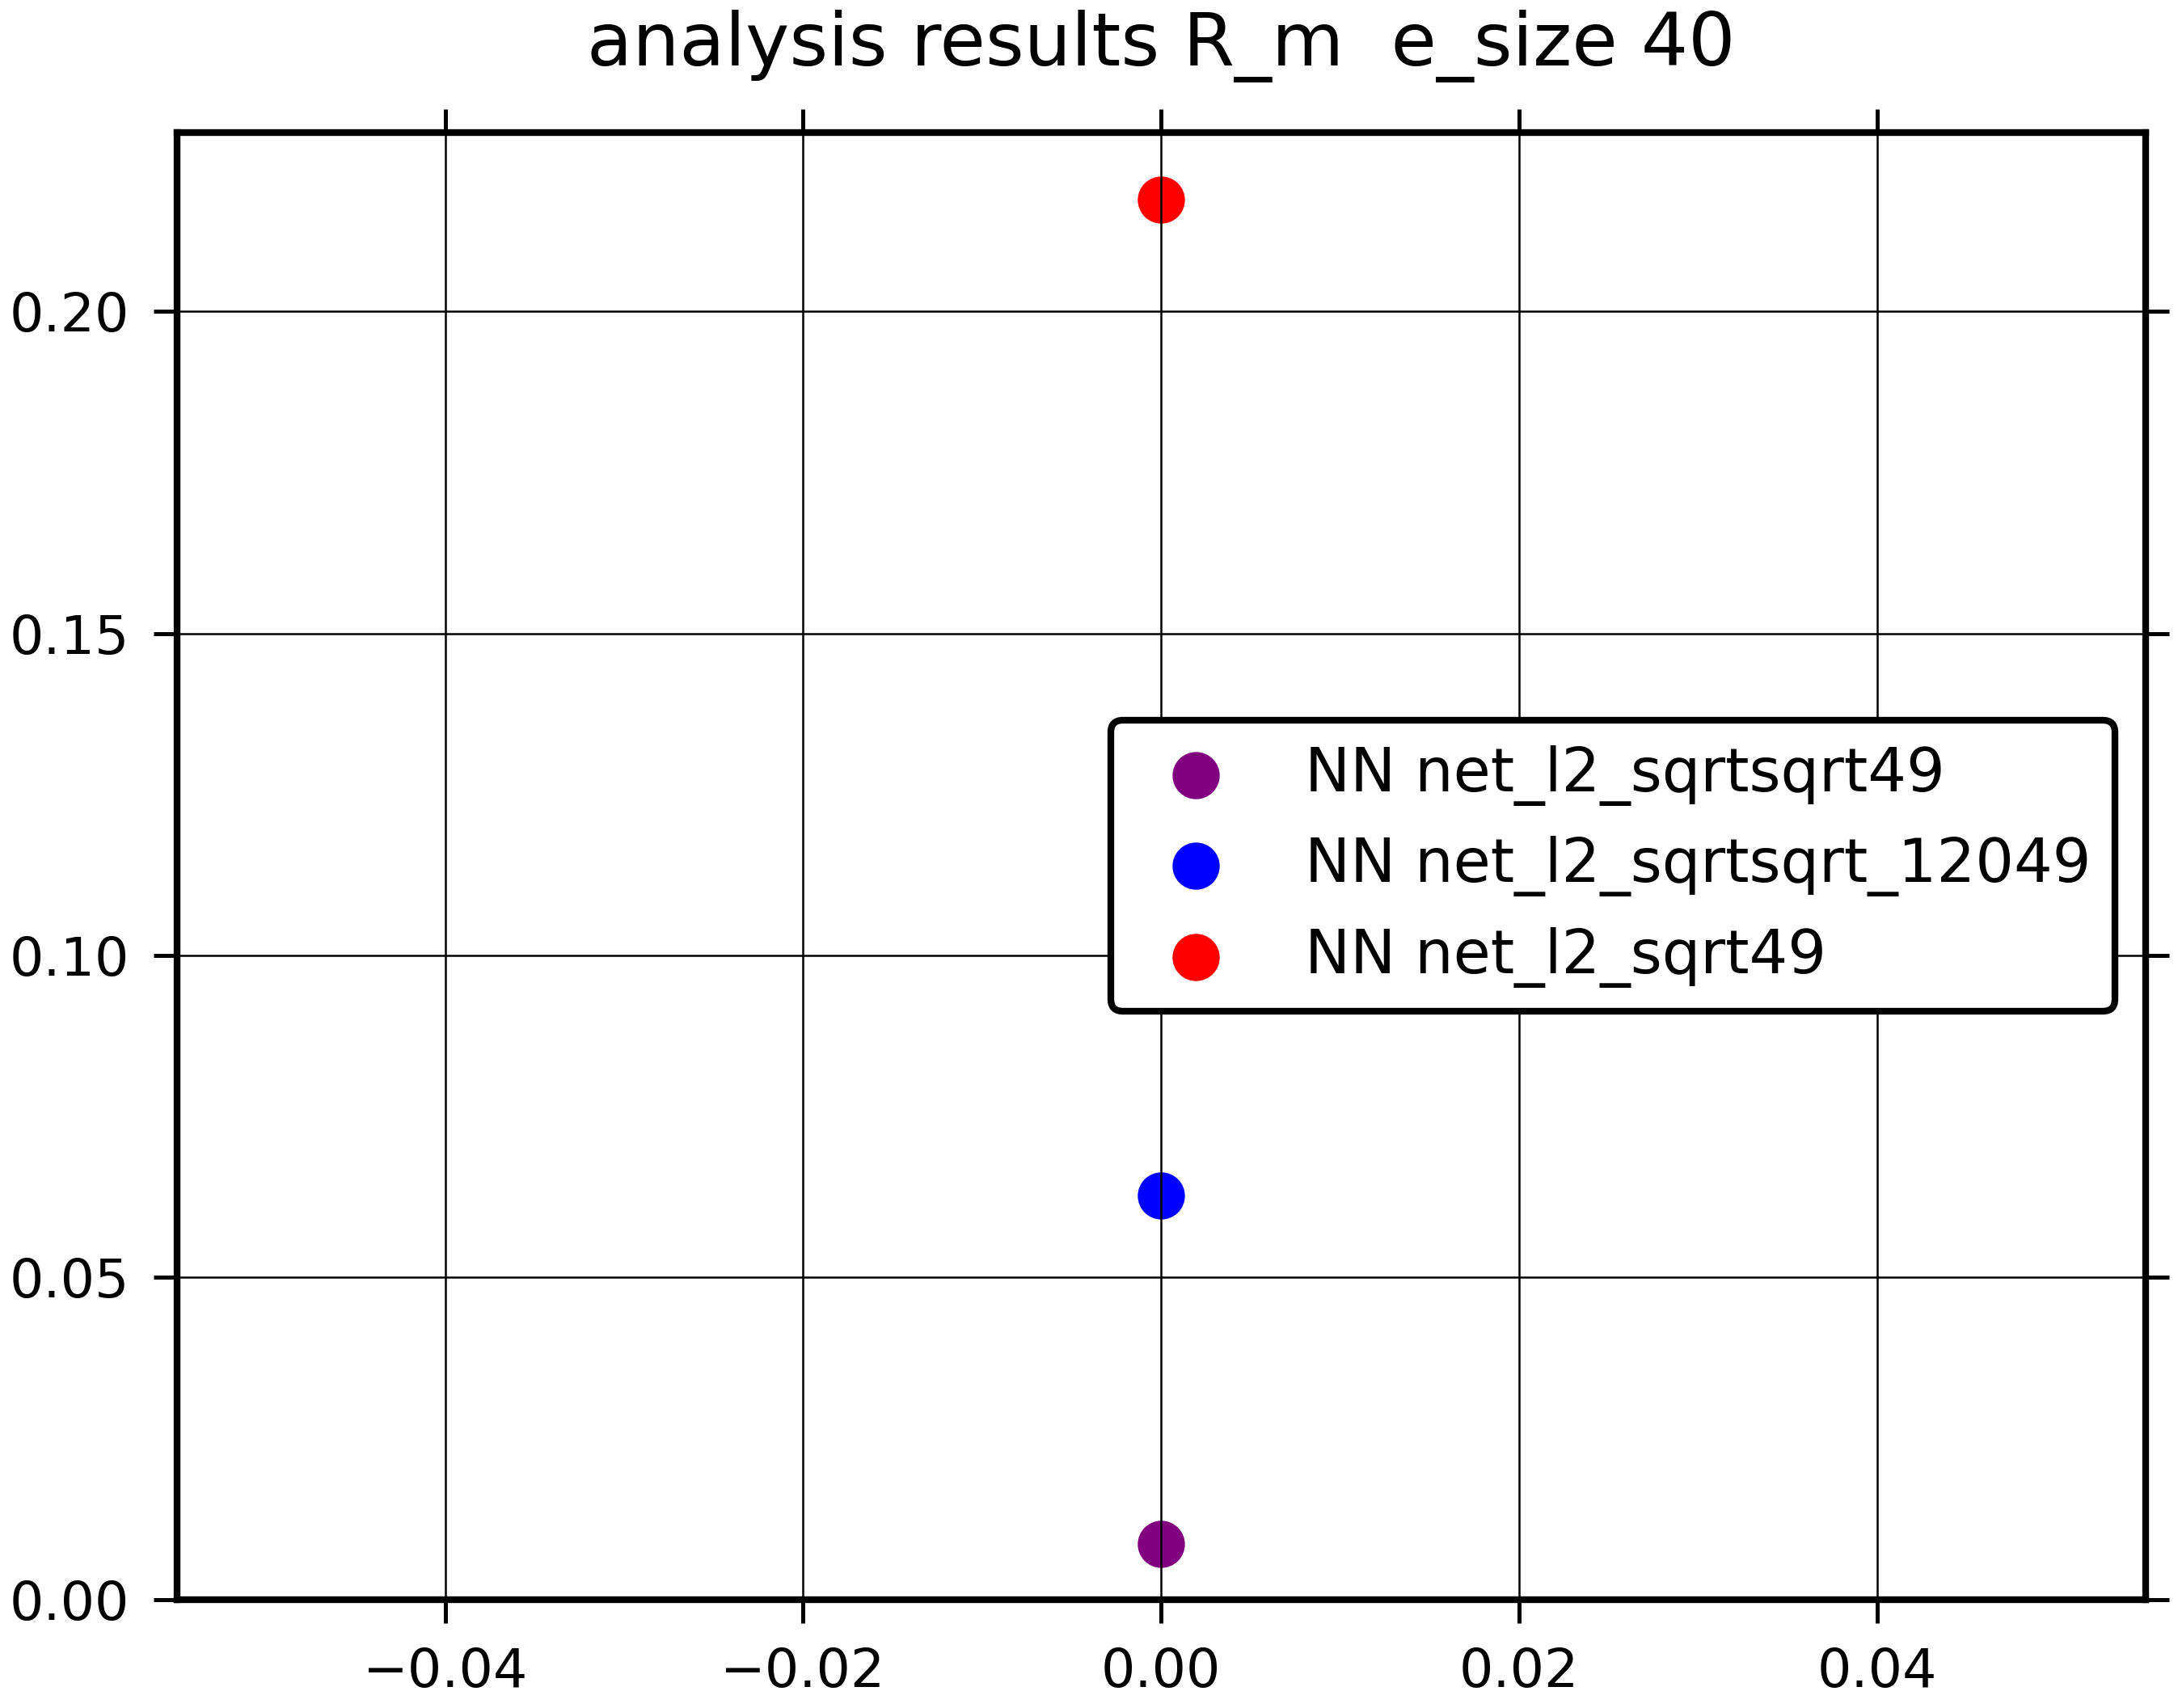 analysis results R_m  e_size 40
0.20
0.15
0.10
0.05
0.00
NN net_l2_sqrtsqrt49
NN net_l2_sqrtsqrt_12049
NN net_l2_sqrt49
−0.04 −0.02 0.00 0.02 0.04